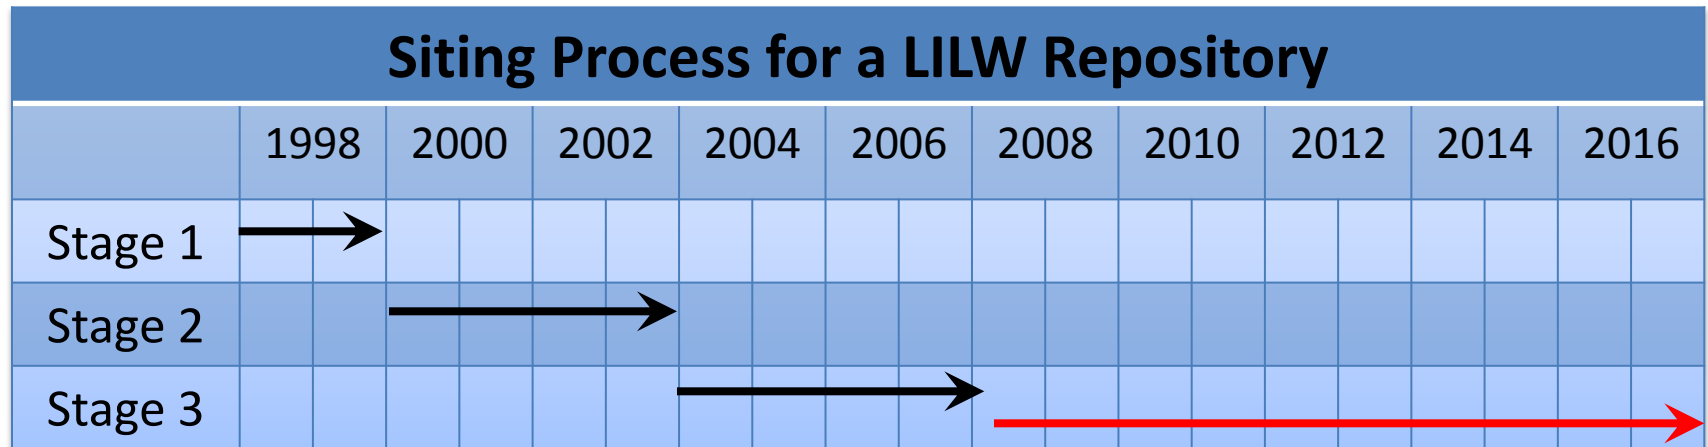 Siting Process for a LILW Repository
1998 2000 2002 2004 2006 2008 2010 2012 2014 2016
Stage 1
Stage 2
Stage 3